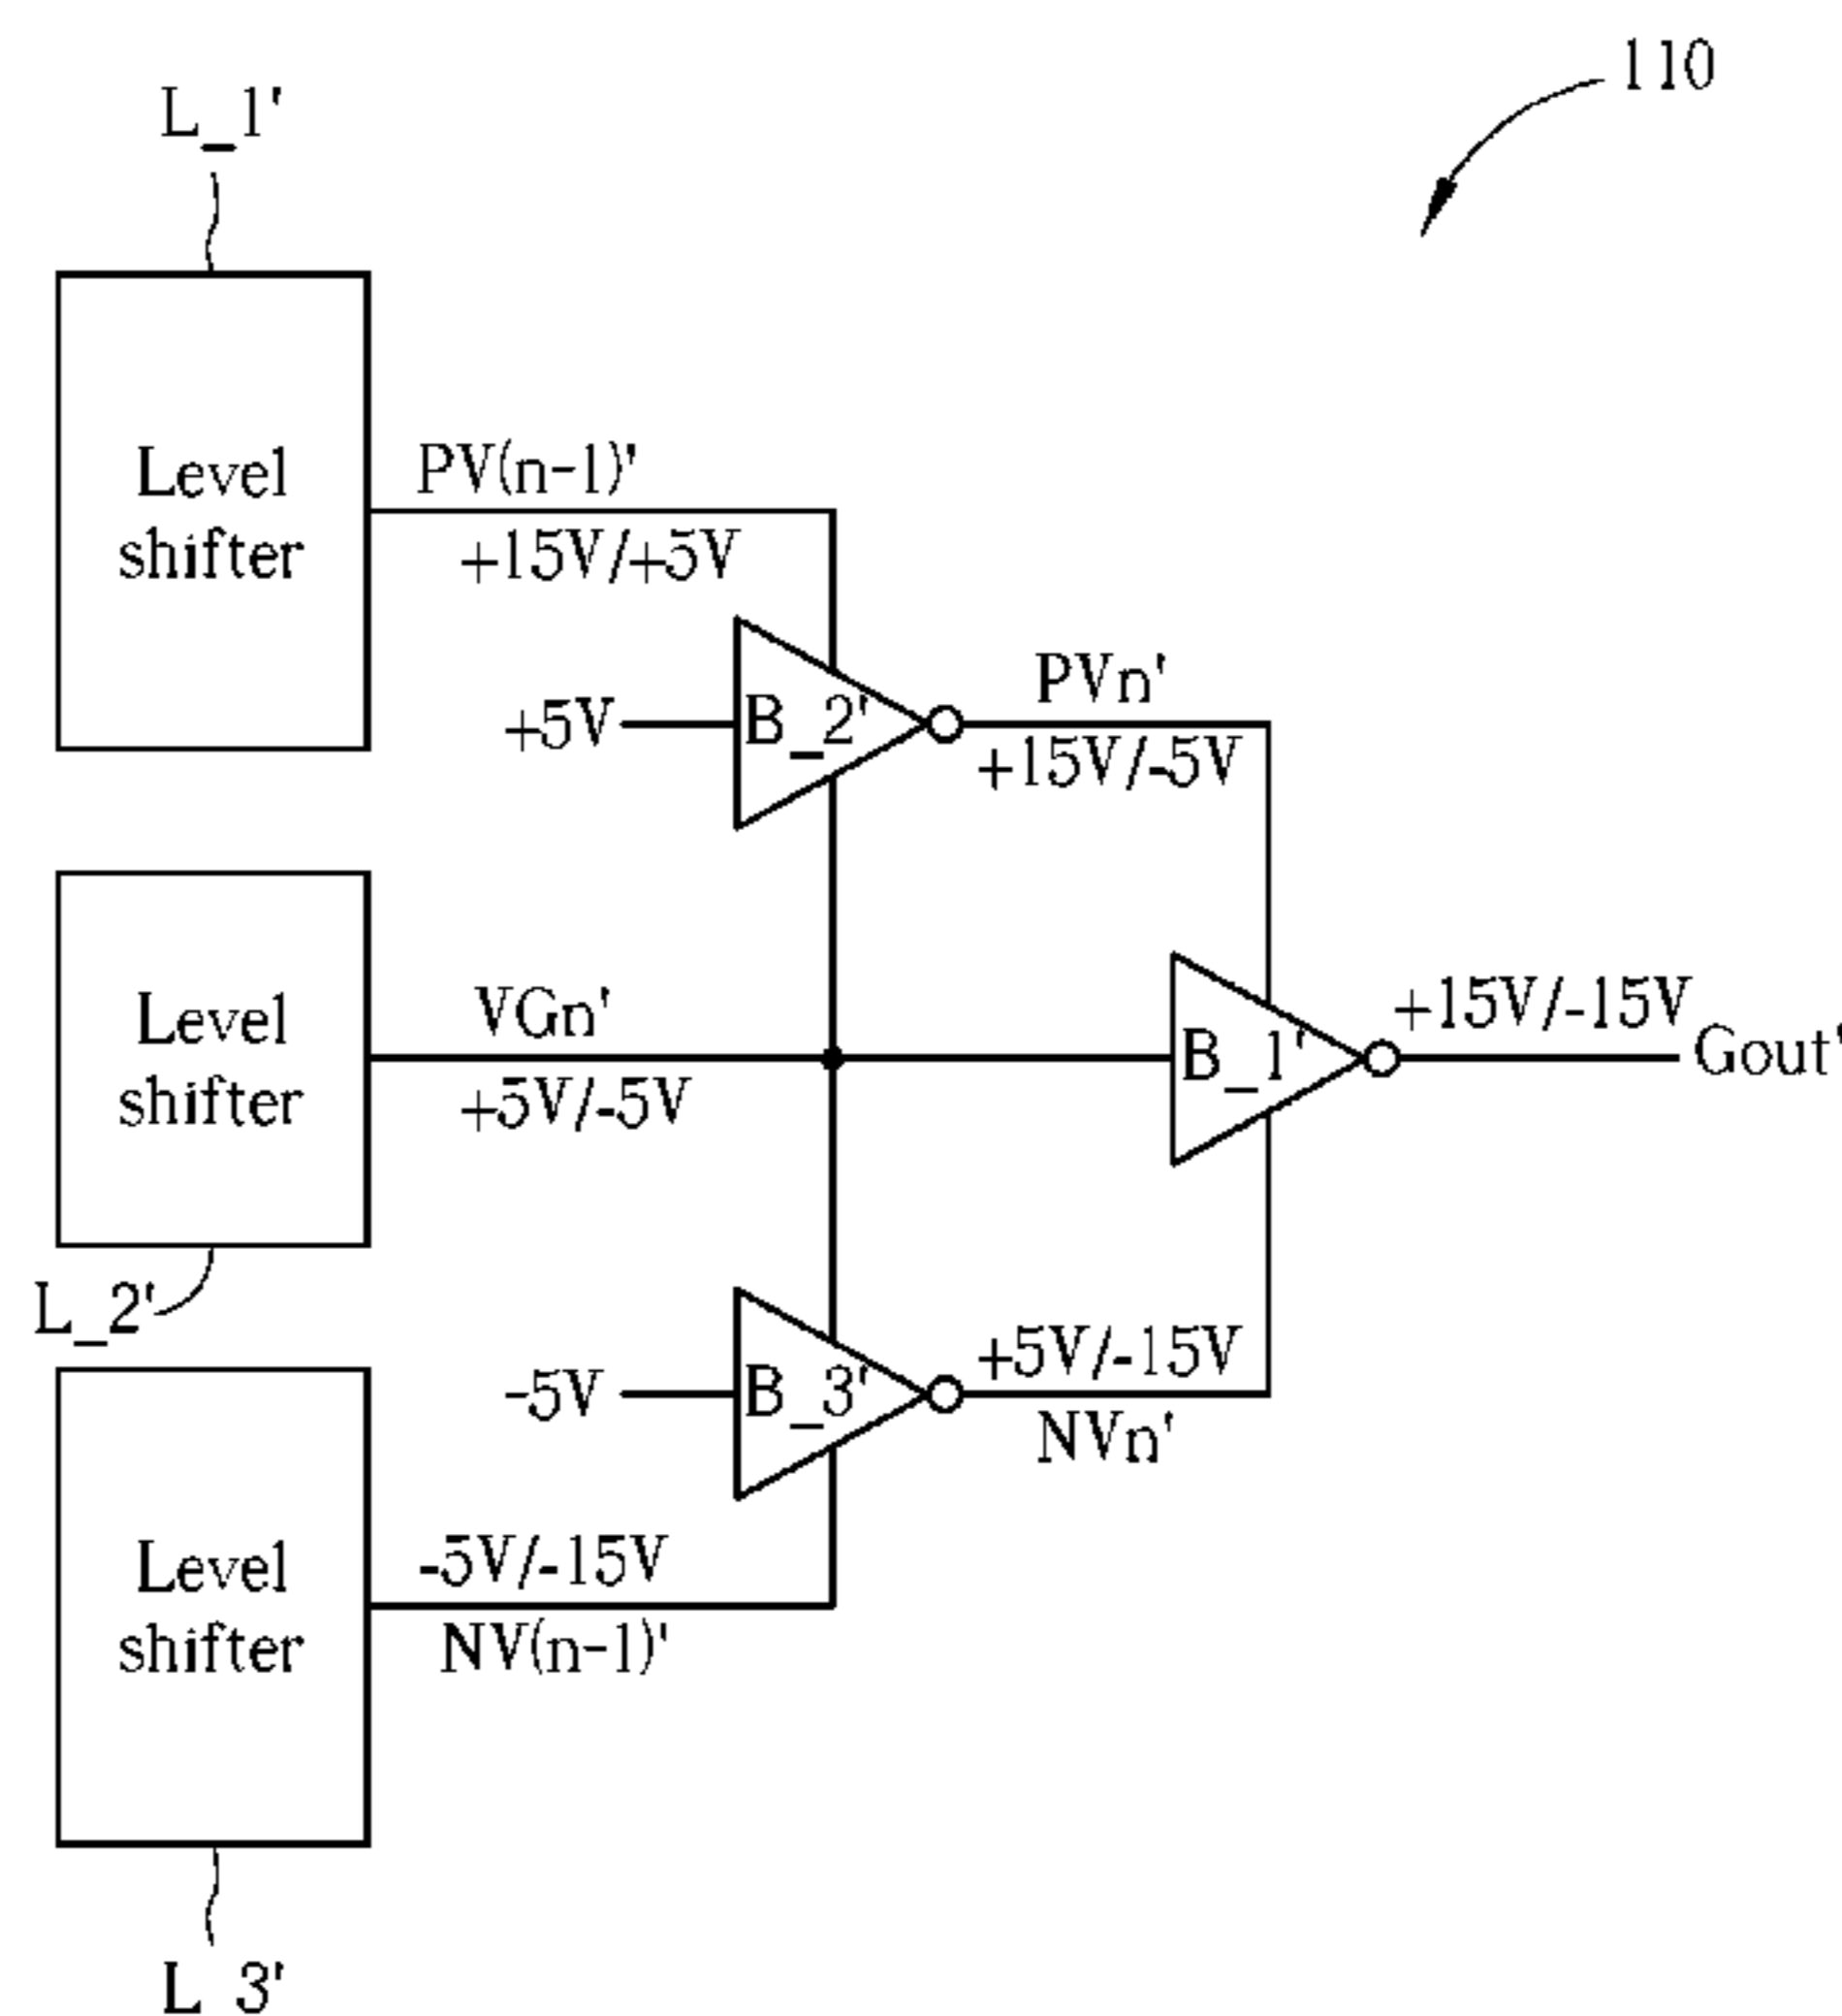 110
L_1'
Level
shifter
PV(n-1)'
+15V/+5V
+5V
B_2'
PVn'
+15V/-5V
Level
shifter
VGn'
+5V/-5V
B_1'
+15V/-15V
Gout'
L_2'
-5V
B_3'
+5V/-15V
NVn'
Level
shifter
-5V/-15V
NV(n-1)'
L_3'